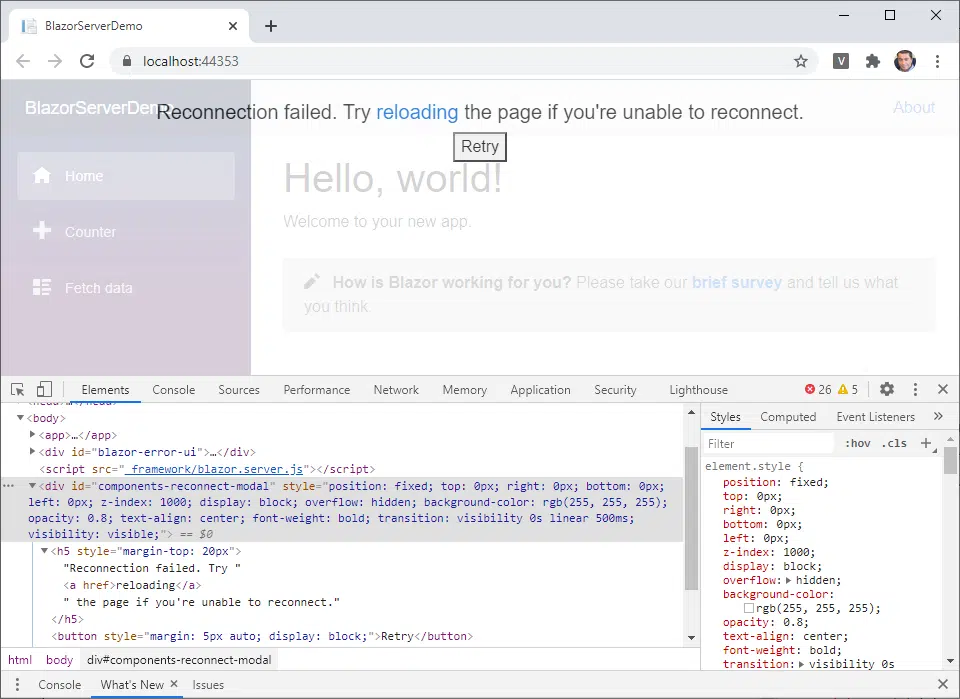 BlazorServerDemo
localhost:44353
V
BlazorServerDemo
Reconnection failed. Try reloading the page if you're unable to reconnect.
About
Retry
Home
Hello, world!
Counter
Welcome to your new app.
Fetch data
How is Blazor working for you? Please take our brief survey and tell us what
you think
Elements Console Sources Performance Network Memory Application Security Lighthouse 26 5
<head>…</head>
<body>
<app>…</app>
<div id="blazor-error-ui">…</div>
<script src="_framework/blazor.server.js"></script>
… <div id="components-reconnect-modal" style="position: fixed; top: 0px; right: 0px; bottom: 0px;
left: 0px; z-index: 1000; display: block; overflow: hidden; background-color: rgb(255, 255, 255);
opacity: 0.8; text-align: center; font-weight: bold; transition: visibility 0s linear 500ms;
visibility: visible;"> == $0
<h5 style="margin-top: 20px">
"Reconnection failed. Try "
<a href>reloading</a>
" the page if you're unable to reconnect."
</h5>
<button style="margin: 5px auto; display: block;">Retry</button>
html body div#components-reconnect-modal
Styles Computed Event Listeners »
Filter :hov .cls +
element.style {
position: fixed;
top: 0px;
right: 0px;
bottom: 0px;
left: 0px;
z-index: 1000;
display: block;
overflow: hidden;
background-color:
rgb(255, 255, 255);
opacity: 0.8;
text-align: center;
font-weight: bold;
transition: visibility 0s
Console What's New Issues